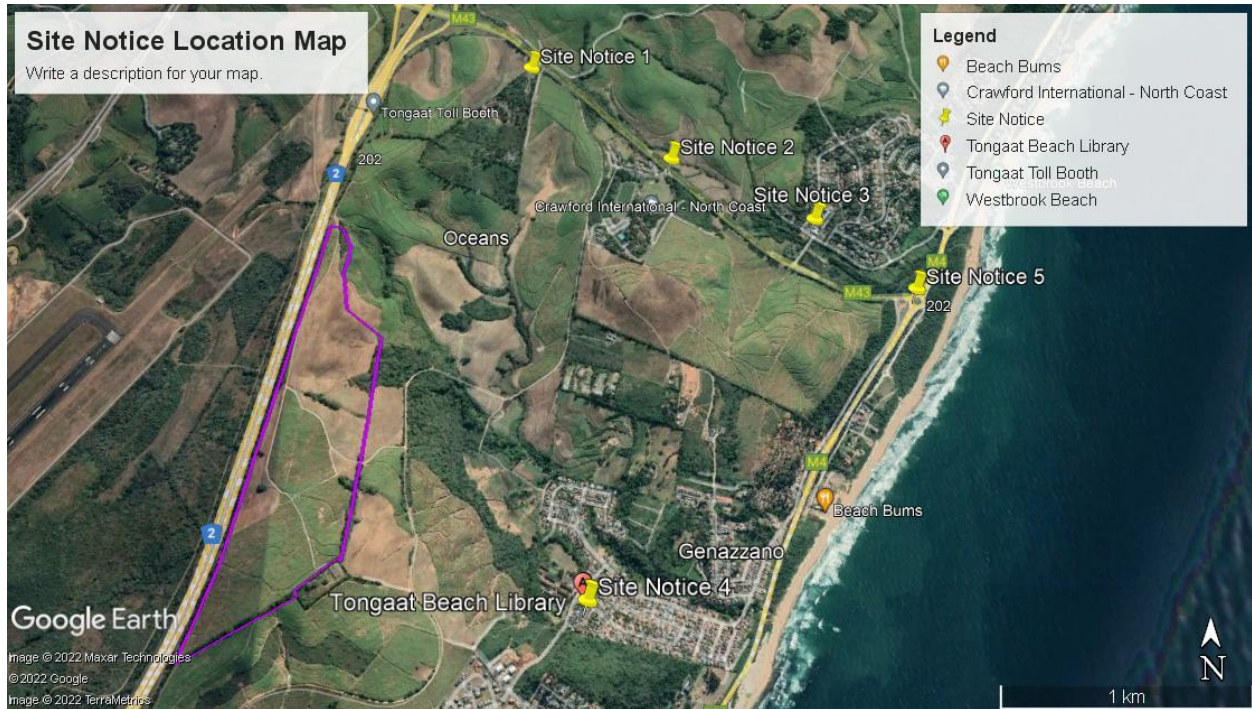 Site Notice Location Map
Write a description for your map.
Legend
Beach Bums
Crawford International - North Coast
Site Notice
Tongaat Beach Library
Tongaat Toll Booth
Westbrook Beach
M43
Site Notice 1
Tongaat Toll Booth
202
2
Site Notice 2
Westbrook Beach
Site Notice 3
Crawford International - North Coast
Oceans
M4
Site Notice 5
M43
202
M4
Beach Bums
2
Genazzano
A
Site Notice 4
Tongaat Beach Library
Google Earth
Image © 2022 Maxar Technologies
© 2022 Google
Image © 2022 TerraMetrics
N
1 km